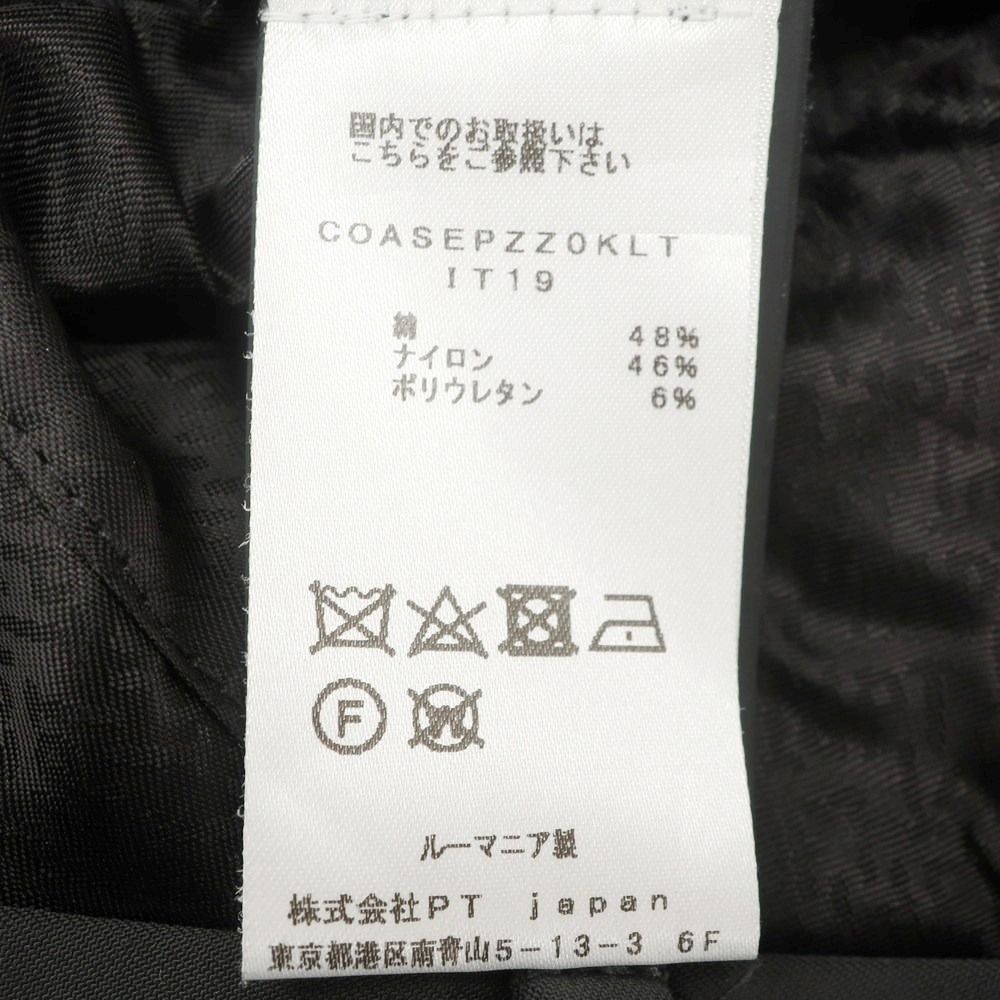 国内でのお取扱いは
こちらをご参照下さい
COASEPZZ0KLT
IT19
綿 48%
ナイロン 46%
ポリウレタン 6%
F
W
ルーマニア製
株式会社PT japan
東京都港区南青山5-13-3 6F